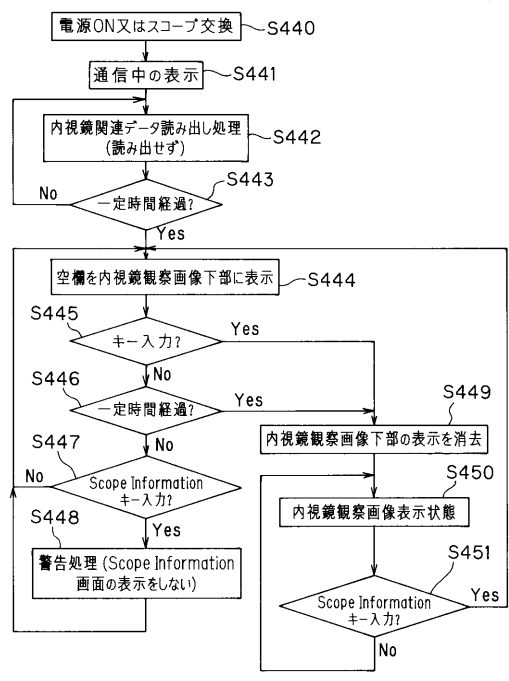 電源ON又はスコープ交換
S440
通信中の表示
S441
内視鏡関連データ読み出し処理
(読み出せず)
S442
S443
No
一定時間経過?
Yes
空欄を内視鏡観察画像下部に表示
S444
S445
キー入力?
Yes
No
S446
一定時間経過?
Yes
No
S449
内視鏡観察画像下部の表示を消去
S447
No
Scope Information
キー入力?
Yes
S450
内視鏡観察画像表示状態
S448
警告処理(Scope Information
画面の表示をしない)
S451
Scope Information
キー入力?
Yes
No